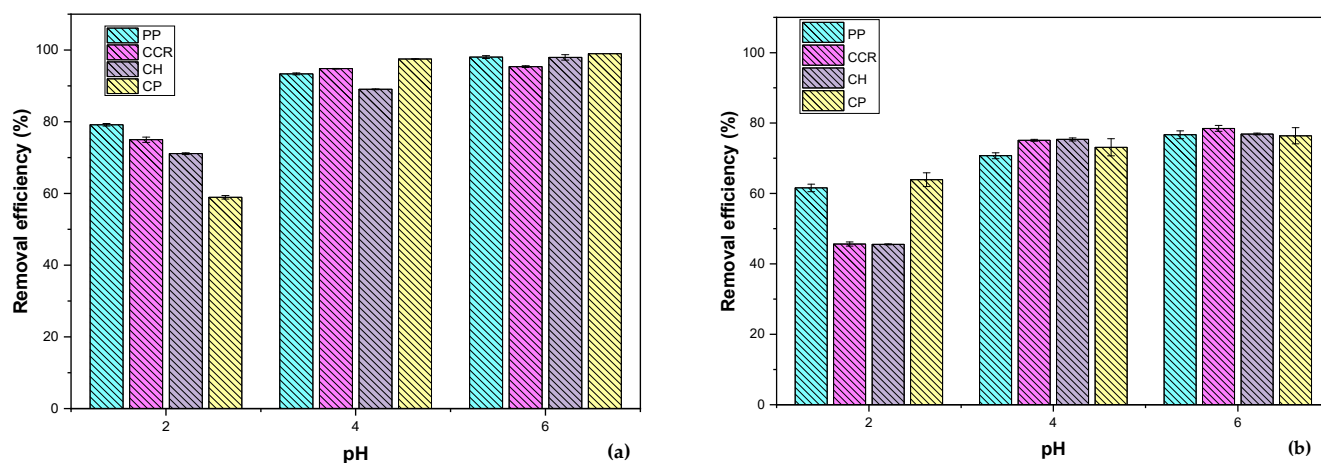 PP
CCR
CH
CP
Removal efficiency (%)
100
80
60
40
20
0
2
4
6
pH
(a)
PP
CCR
CH
CP
Removal efficiency (%)
100
80
60
40
20
0
2
4
6
pH
(b)